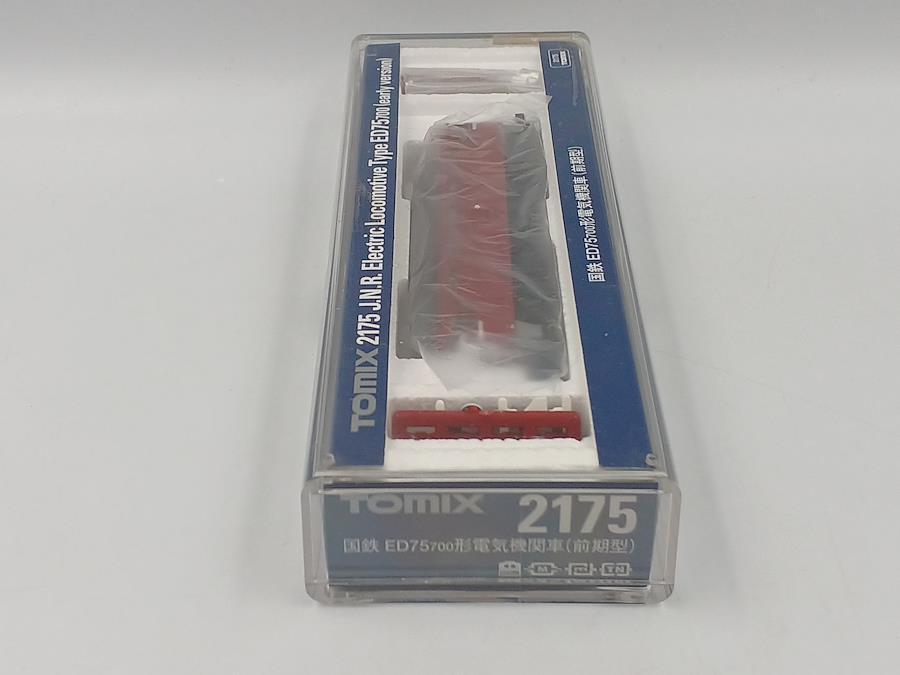 TOMIX 2175 J.N.R. Electric Locomotive Type ED75700 (early version)
国鉄 ED75700形電気機関車(前期型)
TOMIX 2175
国鉄 ED75700形電気機関車(前期型)
M TN